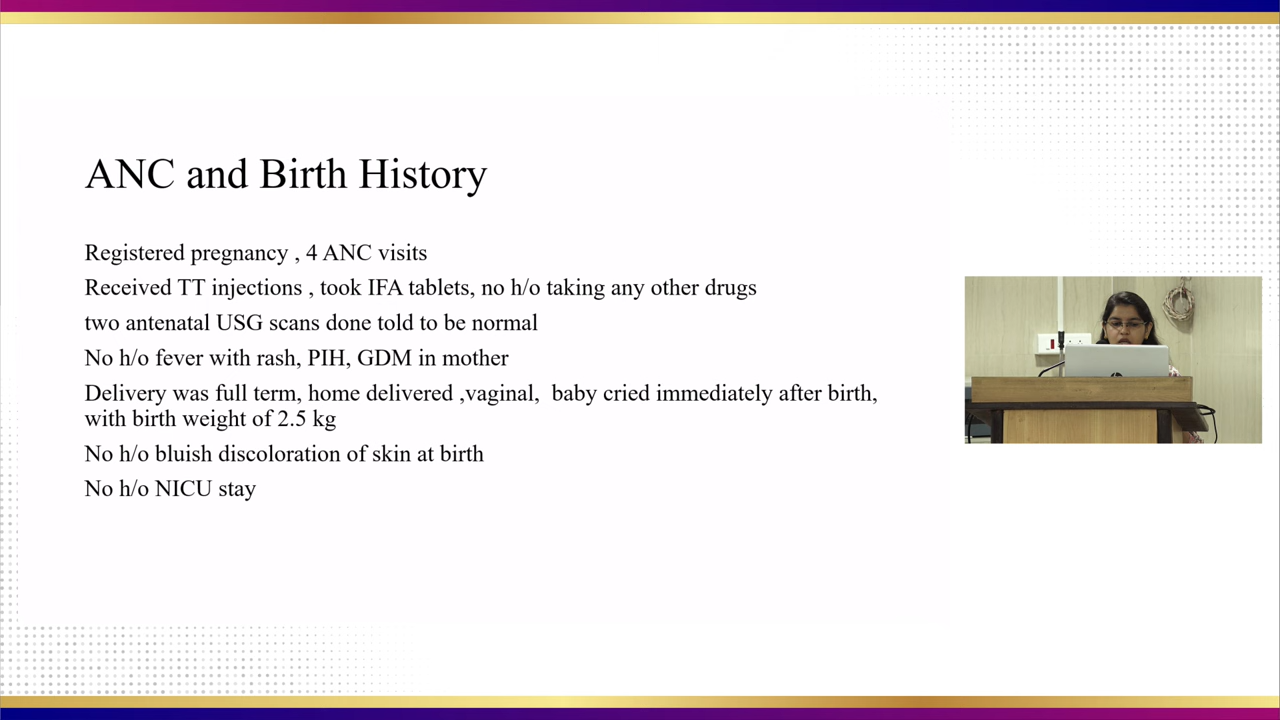 ANC and Birth History
Registered pregnancy , 4 ANC visits
Received TT injections , took IFA tablets, no h/o taking any other drugs
two antenatal USG scans done told to be normal
No h/o fever with rash, PIH, GDM in mother
Delivery was full term, home delivered ,vaginal,  baby cried immediately after birth,
with birth weight of 2.5 kg
No h/o bluish discoloration of skin at birth
No h/o NICU stay